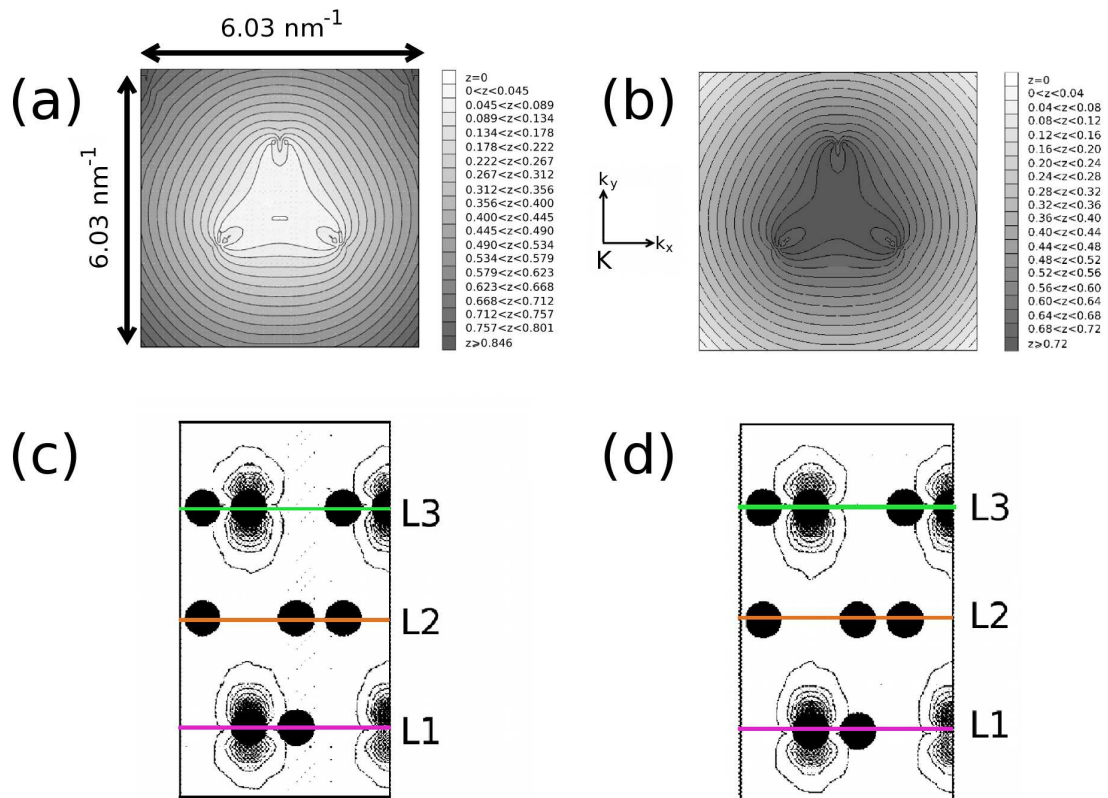 6.03 nm-1
(a)
6.03 nm-1
z=0
0<z<0.045
0.045<z<0.089
0.089<z<0.134
0.134<z<0.178
0.178<z<0.222
0.222<z<0.267
0.267<z<0.312
0.312<z<0.356
0.356<z<0.400
0.400<z<0.445
0.445<z<0.490
0.490<z<0.534
0.534<z<0.579
0.579<z<0.623
0.623<z<0.668
0.668<z<0.712
0.712<z<0.757
0.757<z<0.801
z⩾0.846
(b)
ky
K
kx
z=0
0<z<0.04
0.04<z<0.08
0.08<z<0.12
0.12<z<0.16
0.16<z<0.20
0.20<z<0.24
0.24<z<0.28
0.28<z<0.32
0.32<z<0.36
0.36<z<0.40
0.40<z<0.44
0.44<z<0.48
0.48<z<0.52
0.52<z<0.56
0.56<z<0.60
0.60<z<0.64
0.64<z<0.68
0.68<z<0.72
z⩾0.72
(c)
L3
L2
L1
(d)
L3
L2
L1